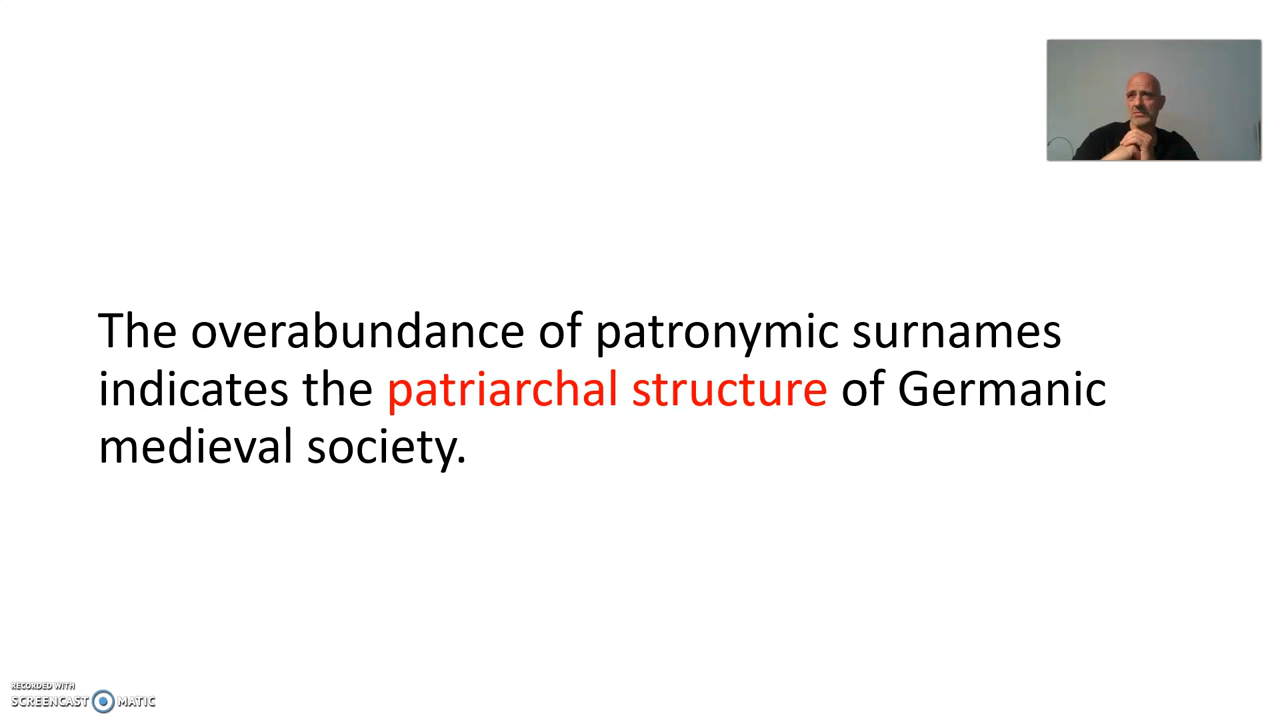 The overabundance of patronymic surnames
indicates the patriarchal structure of Germanic
medieval society.
RECORDED WITH
SCREENCAST MATIC